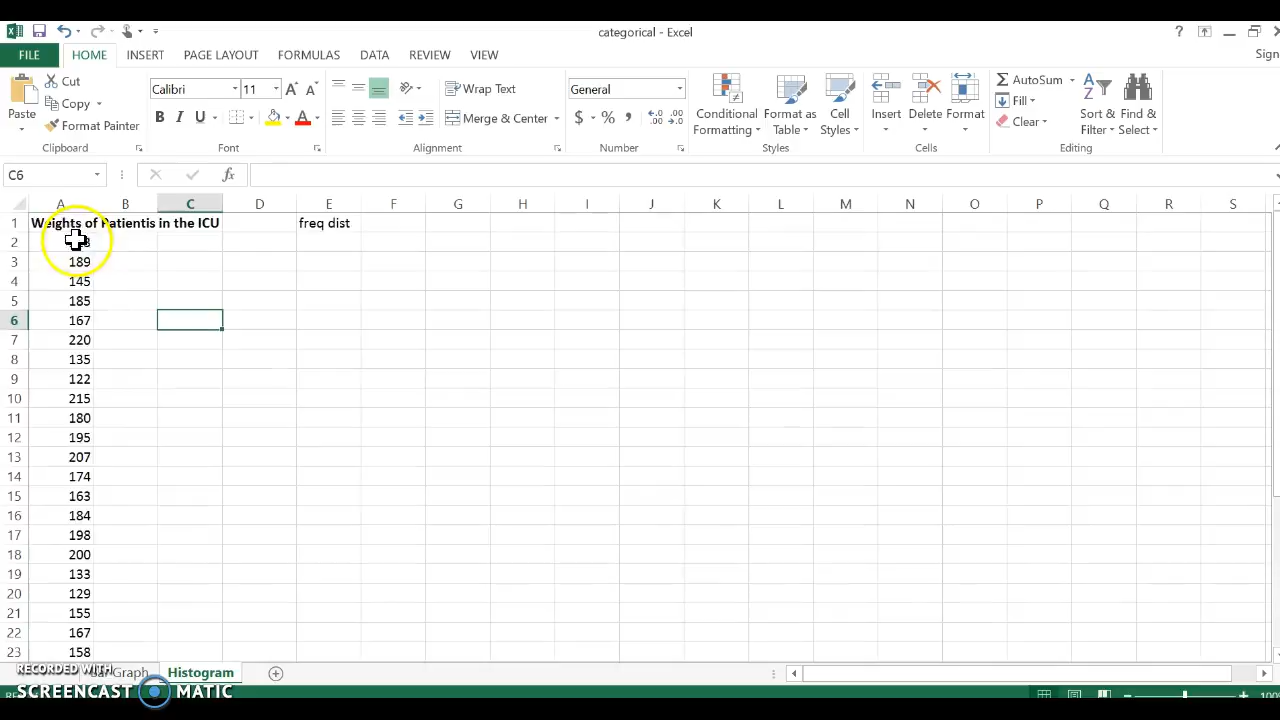 categorical - Excel
FILE HOME INSERT PAGE LAYOUT FORMULAS DATA REVIEW VIEW
Sign
Paste
Cut
Copy
Format Painter
Clipboard
Calibri 11
B I U
Font
Wrap Text
Merge & Center
Alignment
General
$ % ,
Number
Conditional Formatting
Format as Table
Cell Styles
Styles
Insert Delete Format
Cells
AutoSum
Fill
Clear
Sort & Filter
Find & Select
Editing
C6
fx
A B C D E F G H I J K L M N O P Q R S
1 Weights of Patientis in the ICU freq dist
2
3 189
4 145
5 185
6 167
7 220
8 135
9 122
10 215
11 180
12 195
13 207
14 174
15 163
16 184
17 198
18 200
19 133
20 129
21 155
22 167
23 158
Bar Graph Histogram
RECORDED WITH
SCREENCAST MATIC
100%